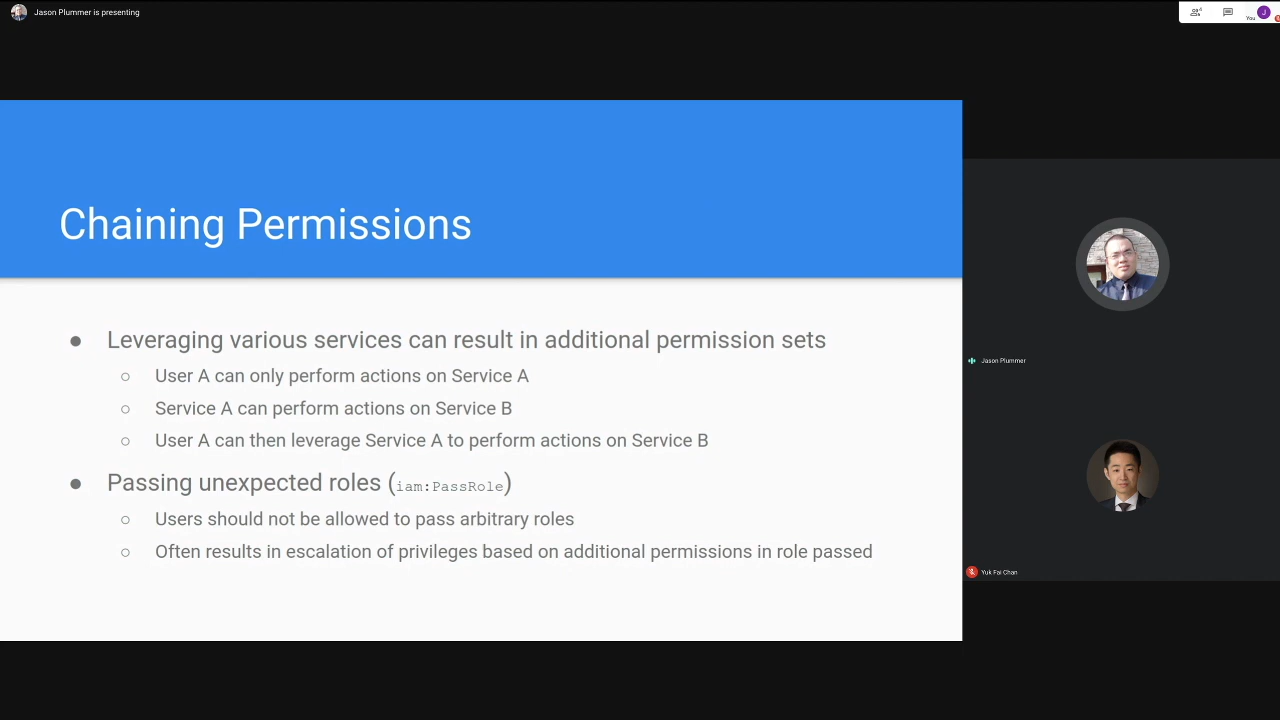 Jason Plummer is presenting
4
You
J
Chaining Permissions
● Leveraging various services can result in additional permission sets
○ User A can only perform actions on Service A
○ Service A can perform actions on Service B
○ User A can then leverage Service A to perform actions on Service B
● Passing unexpected roles (iam:PassRole)
○ Users should not be allowed to pass arbitrary roles
○ Often results in escalation of privileges based on additional permissions in role passed
Jason Plummer
Yuk Fai Chan